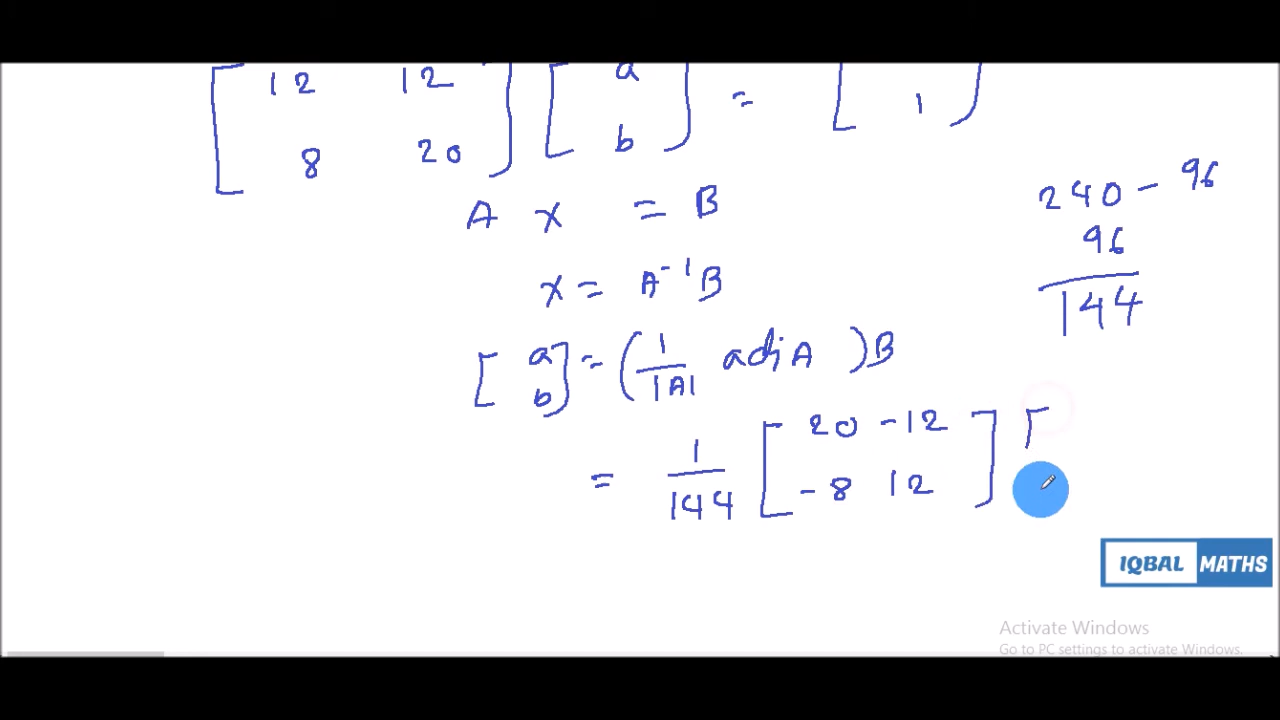 [ 12 12 ] [ a ] = [ ]
[ 8 20 ] [ b ] [ 1 ]
240 - 96
A x = B
96
x = A⁻¹B
144
[ a b ] = ( 1/|A| adj A ) B
= 1/144 [ 20 -12 ] [
[ -8 12 ]
IQBAL MATHS
Activate Windows
Go to PC settings to activate Windows.